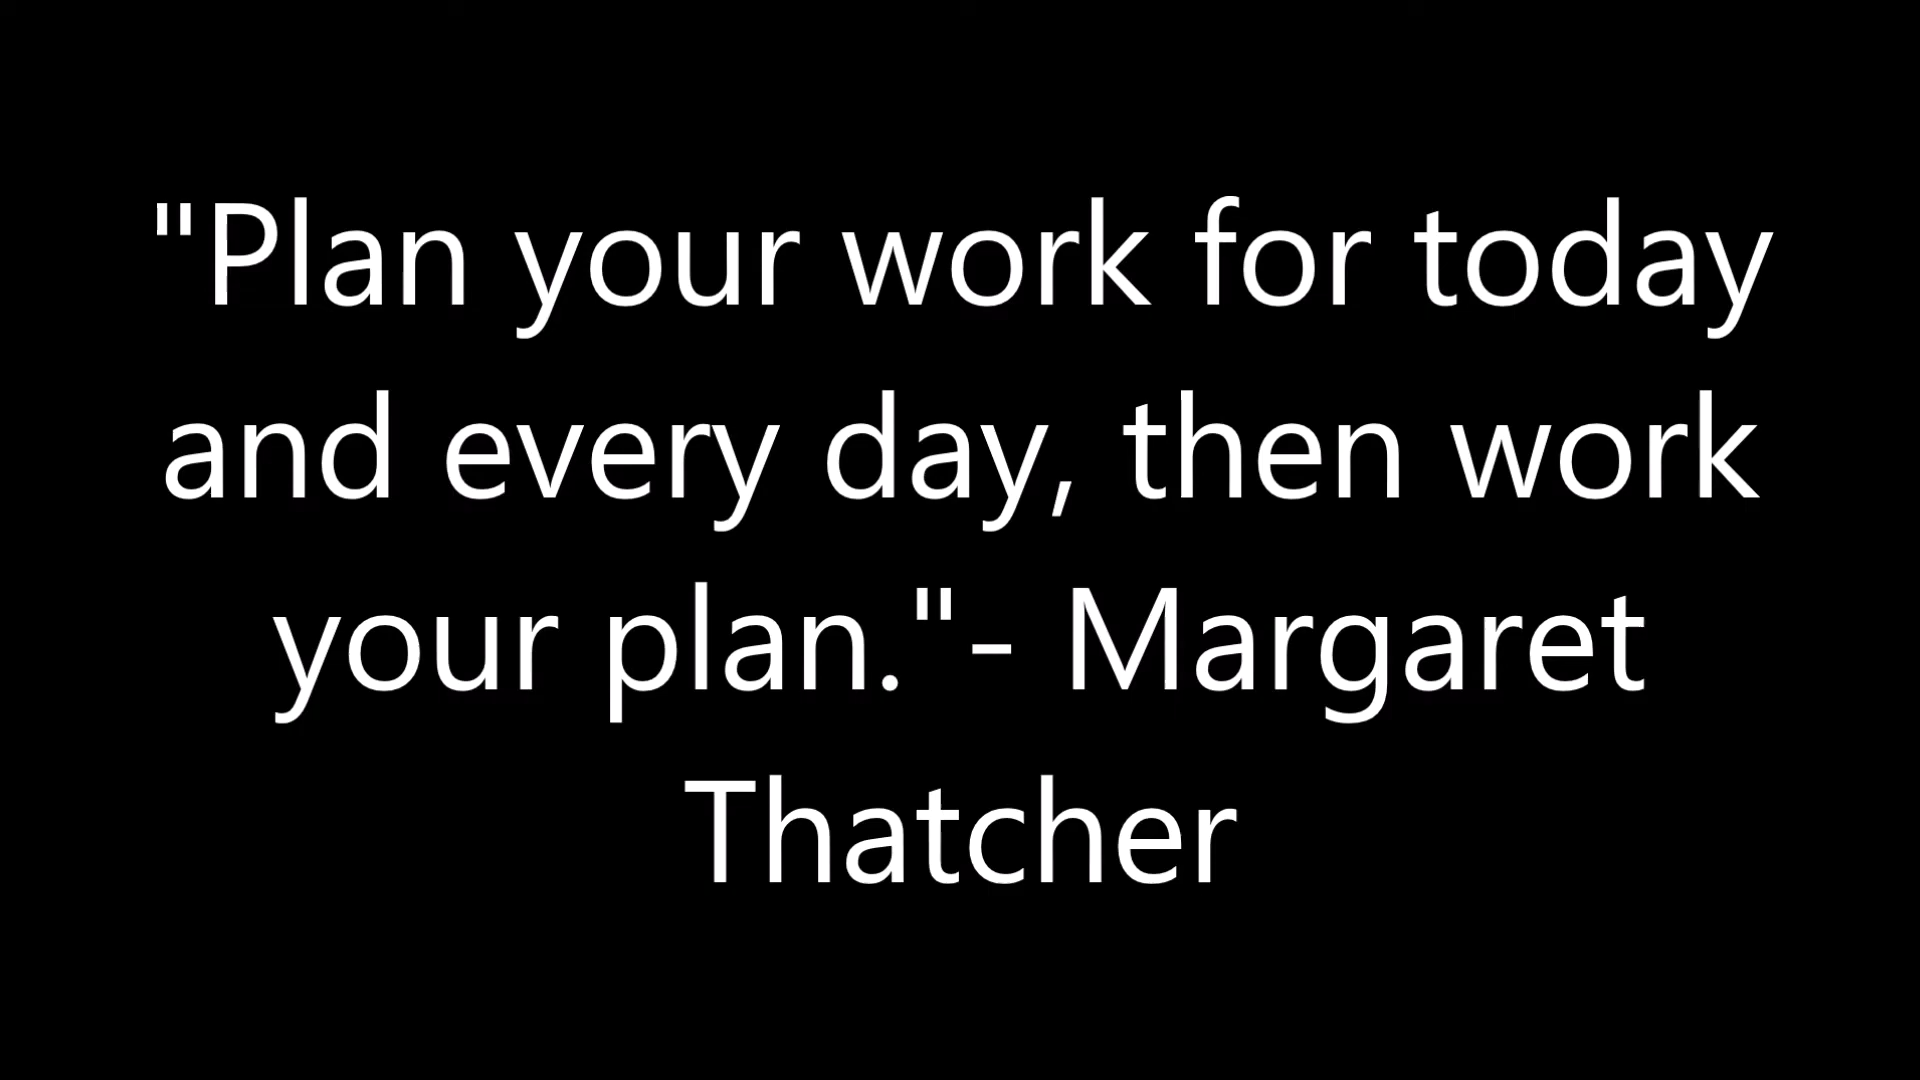 "Plan your work for today
and every day, then work
your plan."- Margaret
Thatcher